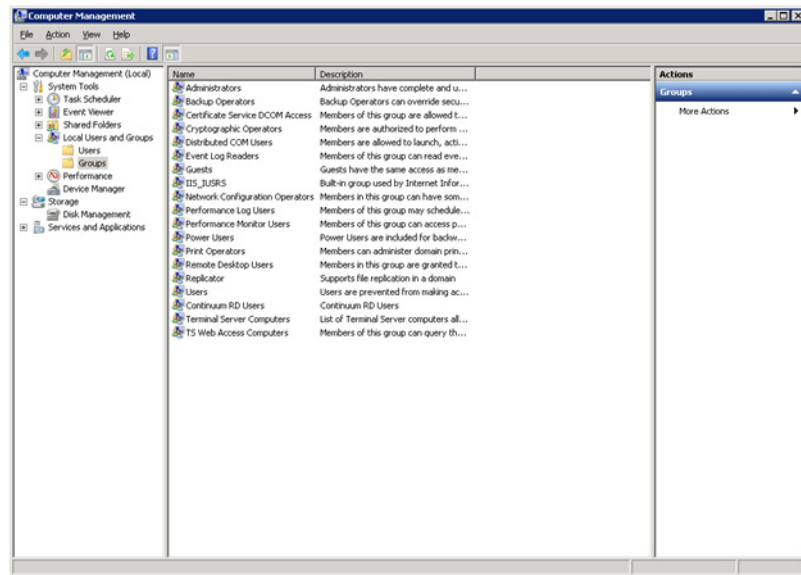 Computer Management
File Action View Help
Computer Management (Local)
System Tools
Task Scheduler
Event Viewer
Shared Folders
Local Users and Groups
Users
Groups
Performance
Device Manager
Storage
Disk Management
Services and Applications
Name Description
Administrators Administrators have complete and u...
Backup Operators Backup Operators can override secu...
Certificate Service DCOM Access Members of this group are allowed t...
Cryptographic Operators Members are authorized to perform ...
Distributed COM Users Members are allowed to launch, acti...
Event Log Readers Members of this group can read eve...
Guests Guests have the same access as me...
IIS_IUSRS Built-in group used by Internet Infor...
Network Configuration Operators Members in this group can have som...
Performance Log Users Members of this group may schedule...
Performance Monitor Users Members of this group can access p...
Power Users Power Users are included for backw...
Print Operators Members can administer domain prin...
Remote Desktop Users Members in this group are granted t...
Replicator Supports file replication in a domain
Users Users are prevented from making ac...
Continuum RD Users Continuum RD Users
Terminal Server Computers List of Terminal Server computers all...
TS Web Access Computers Members of this group can query th...
Actions
Groups
More Actions